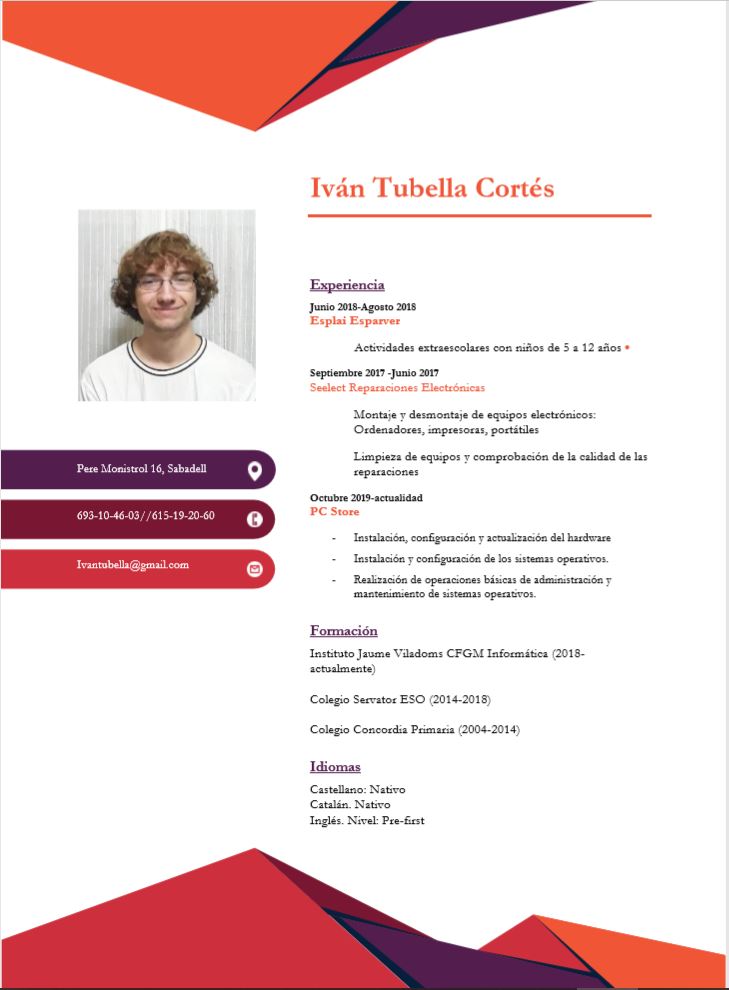 Iván Tubella Cortés
Experiencia
Junio 2018-Agosto 2018
Esplai Esparver
Actividades extraescolares con niños de 5 a 12 años •
Septiembre 2017 -Junio 2017
Seelect Reparaciones Electrónicas
Montaje y desmontaje de equipos electrónicos:
Ordenadores, impresoras, portátiles
Limpieza de equipos y comprobación de la calidad de las
reparaciones
Octubre 2019-actualidad
PC Store
- Instalación, configuración y actualización del hardware
- Instalación y configuración de los sistemas operativos.
- Realización de operaciones básicas de administración y
mantenimiento de sistemas operativos.
Formación
Instituto Jaume Viladoms CFGM Informática (2018-
actualmente)
Colegio Servator ESO (2014-2018)
Colegio Concordia Primaria (2004-2014)
Idiomas
Castellano: Nativo
Catalán. Nativo
Inglés. Nivel: Pre-first
Pere Monistrol 16, Sabadell
693-10-46-03//615-19-20-60
Ivantubella@gmail.com